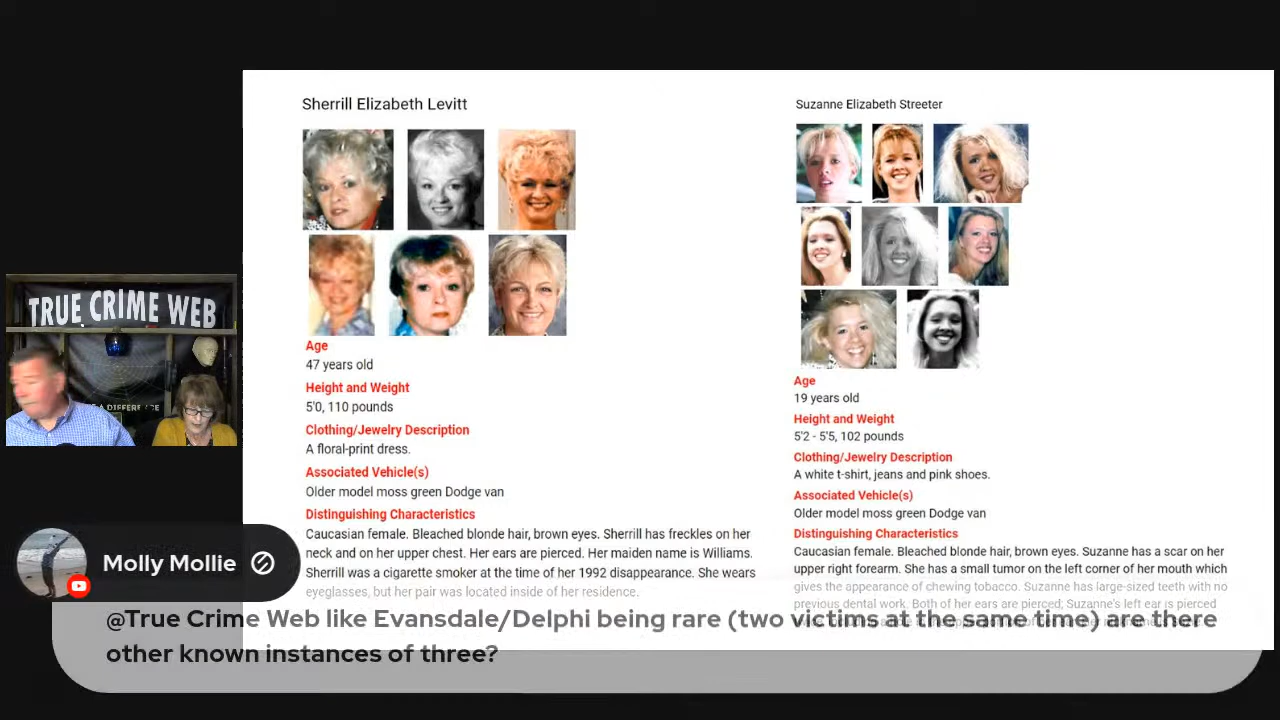 Sherrill Elizabeth Levitt
Age
47 years old
Height and Weight
5'0, 110 pounds
Clothing/Jewelry Description
A floral-print dress.
Associated Vehicle(s)
Older model moss green Dodge van
Distinguishing Characteristics
Caucasian female. Bleached blonde hair, brown eyes. Sherrill has freckles on her
neck and on her upper chest. Her ears are pierced. Her maiden name is Williams.
Sherrill was a cigarette smoker at the time of her 1992 disappearance. She wears
eyeglasses, but her pair was located inside of her residence.
Suzanne Elizabeth Streeter
Age
19 years old
Height and Weight
5'2 - 5'5, 102 pounds
Clothing/Jewelry Description
A white t-shirt, jeans and pink shoes.
Associated Vehicle(s)
Older model moss green Dodge van
Distinguishing Characteristics
Caucasian female. Bleached blonde hair, brown eyes. Suzanne has a scar on her
upper right forearm. She has a small tumor on the left corner of her mouth which
gives the appearance of chewing tobacco. Suzanne has large-sized teeth with no
previous dental work. Both of her ears are pierced; Suzanne's left ear is pierced
TRUE CRIME WEB
A DIFFERENCE
Molly Mollie
@True Crime Web like Evansdale/Delphi being rare (two victims at the same time) are there
other known instances of three?